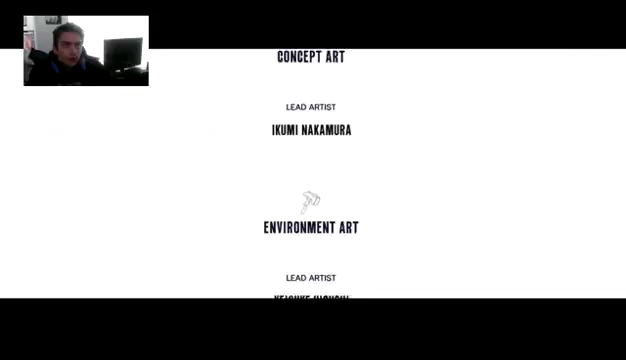 CONCEPT ART
LEAD ARTIST
IKUMI NAKAMURA
ENVIRONMENT ART
LEAD ARTIST